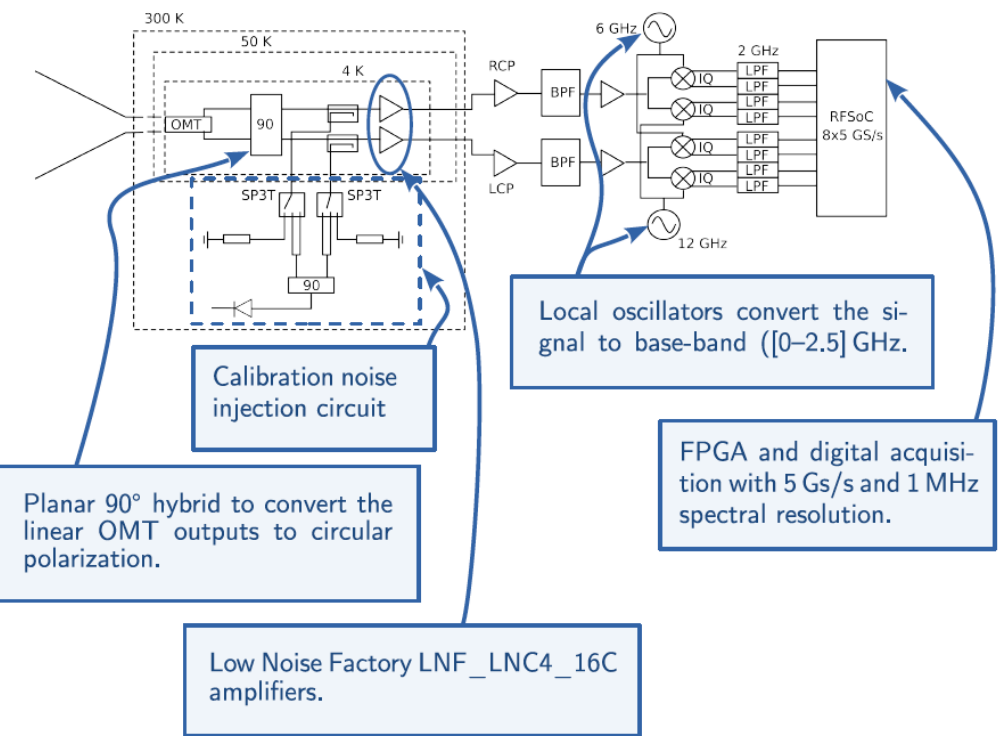 300 K
50 K
4 K
OMT
90
SP3T
SP3T
90
RCP
LCP
BPF
BPF
6 GHz
12 GHz
IQ
IQ
IQ
IQ
2 GHz
LPF
LPF
LPF
LPF
LPF
LPF
LPF
LPF
RFSoC
8x5 GS/s
Local oscillators convert the si-
gnal to base-band ([0–2.5] GHz.
Calibration noise
injection circuit
FPGA and digital acquisi-
tion with 5 Gs/s and 1 MHz
spectral resolution.
Planar 90° hybrid to convert the
linear OMT outputs to circular
polarization.
Low Noise Factory LNF_LNC4_16C
amplifiers.